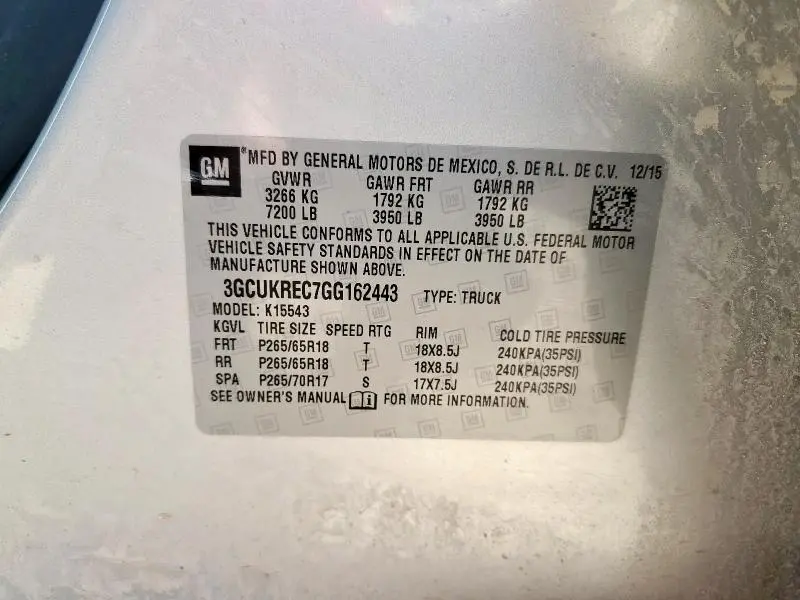 GM ®MFD BY GENERAL MOTORS DE MEXICO, S. DE R.L. DE C.V. 12/15
GVWR GAWR FRT GAWR RR
3266 KG 1792 KG 1792 KG
7200 LB 3950 LB 3950 LB
THIS VEHICLE CONFORMS TO ALL APPLICABLE U.S. FEDERAL MOTOR
VEHICLE SAFETY STANDARDS IN EFFECT ON THE DATE OF
MANUFACTURE SHOWN ABOVE.
3GCUKREC7GG162443 TYPE: TRUCK
MODEL: K15543
KGVL TIRE SIZE SPEED RTG RIM COLD TIRE PRESSURE
FRT P265/65R18 T 18X8.5J 240KPA(35PSI)
RR P265/65R18 T 18X8.5J 240KPA(35PSI)
SPA P265/70R17 S 17X7.5J 240KPA(35PSI)
SEE OWNER'S MANUAL i FOR MORE INFORMATION.